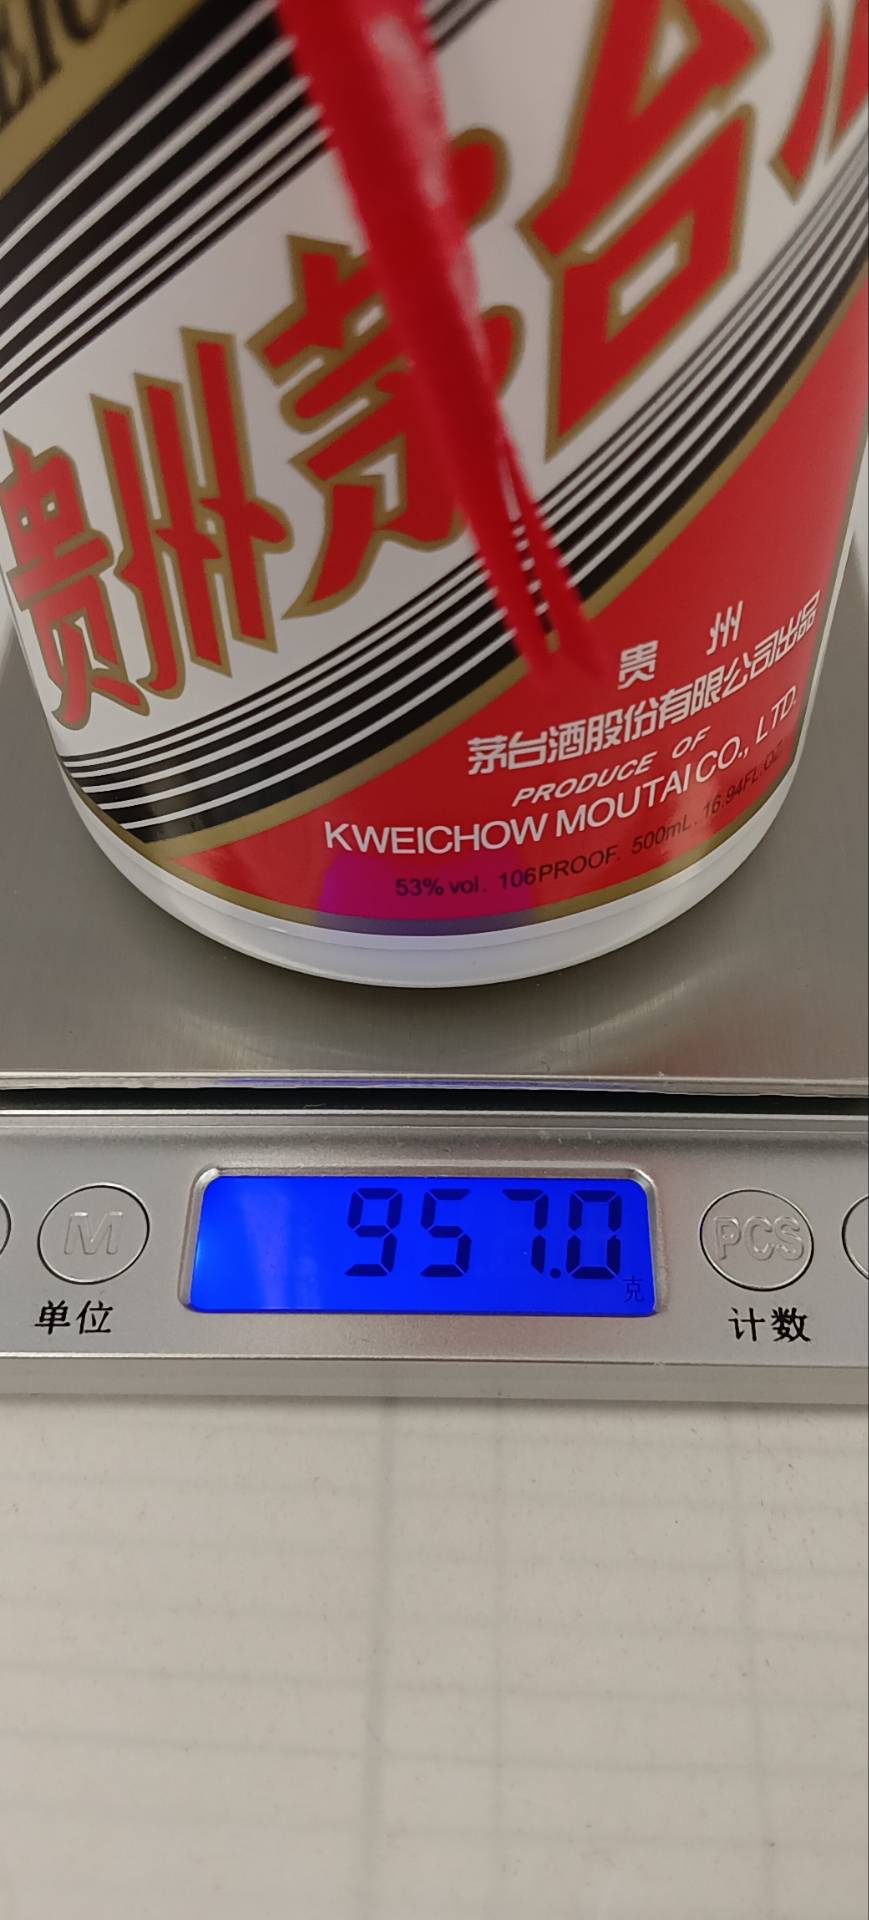 贵州茅台酒
贵州
茅台酒股份有限公司出品
PRODUCE OF
KWEICHOW MOUTAI CO., LTD.
53% vol. 106PROOF. 500mL. 16.94FL.OZ
957.0
克
M
单位
PCS
计数